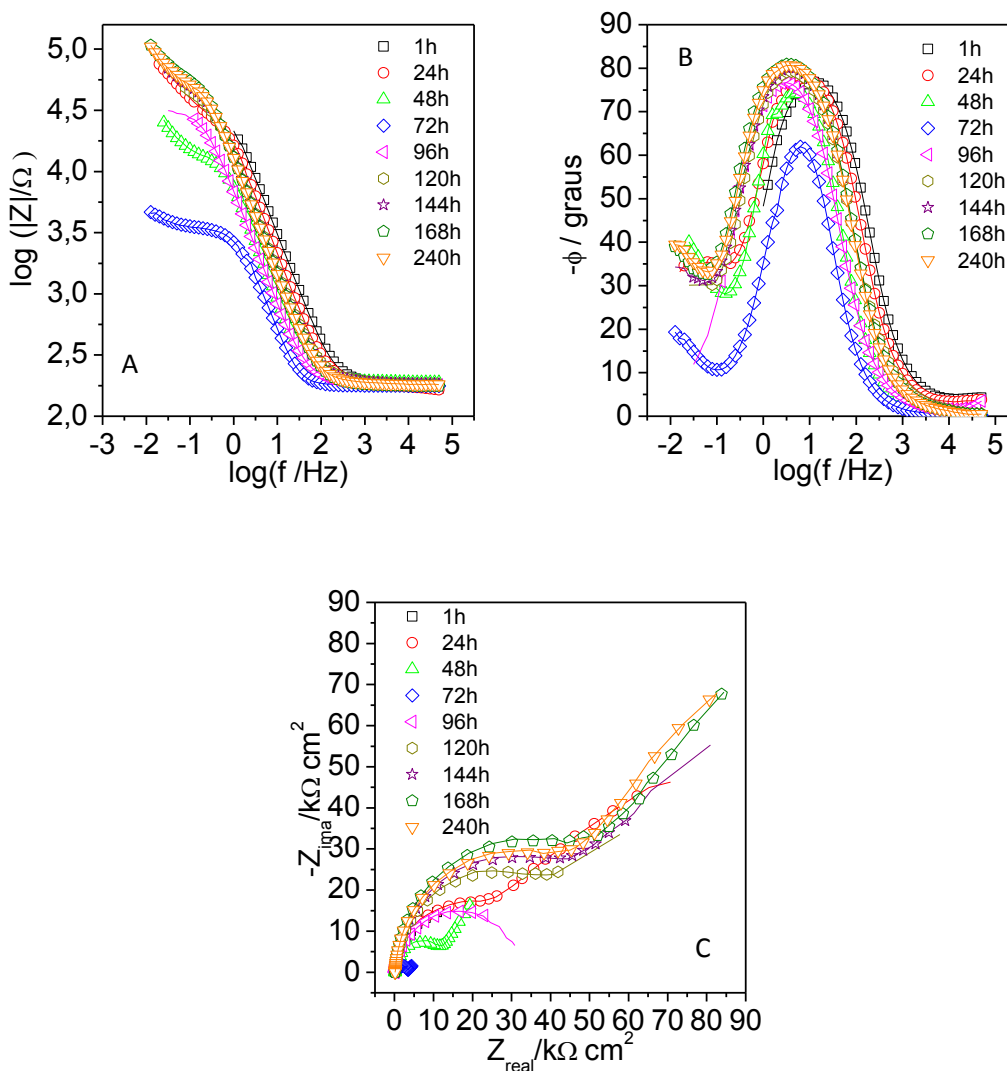 5,0
4,5
4,0
3,5
3,0
2,5
2,0
log (|Z|/Ω)
1h
24h
48h
72h
96h
120h
144h
168h
240h
A
-3 -2 -1 0 1 2 3 4 5
log(f /Hz)
90
80
70
60
50
40
30
20
10
0
-ϕ / graus
B
1h
24h
48h
72h
96h
120h
144h
168h
240h
-2 -1 0 1 2 3 4 5
log(f /Hz)
90
80
70
60
50
40
30
20
10
0
-Z_ima/kΩ cm²
1h
24h
48h
72h
96h
120h
144h
168h
240h
C
0 10 20 30 40 50 60 70 80 90
Z_real/kΩ cm²